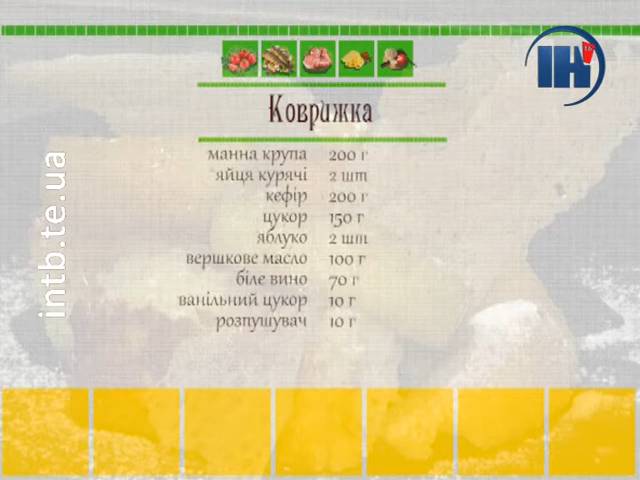 ІНТБ
Коврижка
манна крупа 200 г
яйця курячі 2 шт
кефір 200 г
цукор 150 г
яблуко 2 шт
вершкове масло 100 г
біле вино 70 г
ванільний цукор 10 г
розпушувач 10 г
intb.te.ua